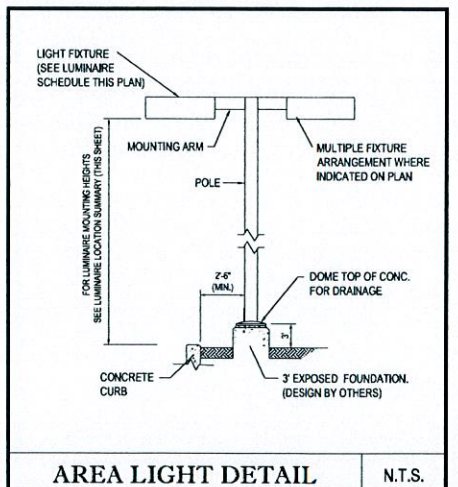 LIGHT FIXTURE
(SEE LUMINAIRE
SCHEDULE THIS PLAN)
MOUNTING ARM
MULTIPLE FIXTURE
ARRANGEMENT WHERE
INDICATED ON PLAN
POLE
FOR LUMINAIRE MOUNTING HEIGHTS
SEE LUMINAIRE LOCATION SUMMARY (THIS SHEET)
2'-6"
(MIN.)
DOME TOP OF CONC.
FOR DRAINAGE
3'
CONCRETE
CURB
3' EXPOSED FOUNDATION.
(DESIGN BY OTHERS)
AREA LIGHT DETAIL
N.T.S.